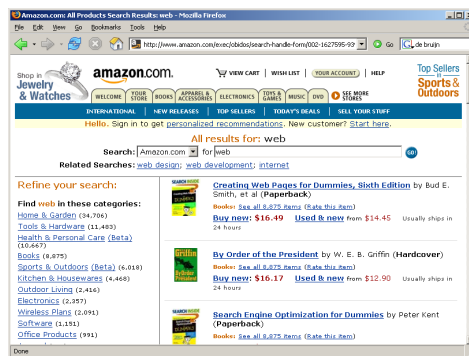 Amazon.com: All Products Search Results: web - Mozilla Firefox
File Edit View Go Bookmarks Tools Help
http://www.amazon.com/exec/obidos/search-handle-form/002-1627595-93 Go de bruijn
Shop in
Jewelry
& Watches
amazon.com.
VIEW CART | WISH LIST | YOUR ACCOUNT | HELP
Top Sellers
in
Sports &
Outdoors
WELCOME YOUR STORE BOOKS APPAREL & ACCESSORIES ELECTRONICS TOYS & GAMES MUSIC DVD SEE MORE STORES
INTERNATIONAL | NEW RELEASES | TOP SELLERS | TODAY'S DEALS | SELL YOUR STUFF
Hello. Sign in to get personalized recommendations. New customer? Start here.
All results for: web
Search: Amazon.com for web GO!
Related Searches: web design; web development; internet
Refine your search:
Find web in these categories:
Home & Garden (34,706)
Tools & Hardware (11,483)
Health & Personal Care (Beta)
(10,667)
Books (8,875)
Sports & Outdoors (Beta) (6,018)
Kitchen & Housewares (4,468)
Outdoor Living (2,416)
Electronics (2,357)
Wireless Plans (2,091)
Software (1,151)
Office Products (991)
SEARCH INSIDE
Creating Web Pages for Dummies, Sixth Edition by Bud E.
Smith, et al (Paperback)
Books: See all 8,875 items (Rate this item)
Buy new: $16.49 Used & new from $14.45 Usually ships in
24 hours
Griffin
By Order of the President by W. E. B. Griffin (Hardcover)
Books: See all 8,875 items (Rate this item)
Buy new: $16.17 Used & new from $12.90 Usually ships in
24 hours
SEARCH INSIDE
Search Engine Optimization for Dummies by Peter Kent
(Paperback)
Books: See all 8,875 items (Rate this item)
Done